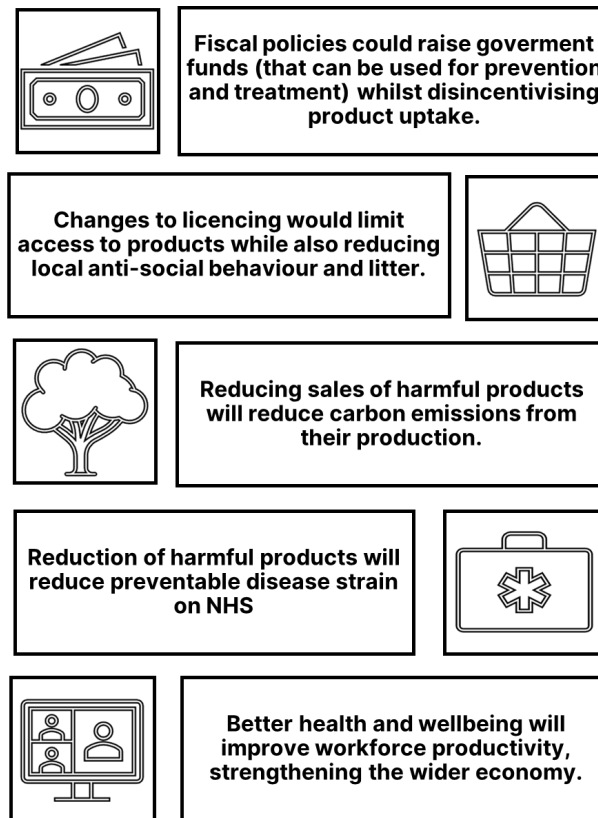 Fiscal policies could raise goverment
funds (that can be used for prevention
and treatment) whilst disincentivising
product uptake.
Changes to licencing would limit
access to products while also reducing
local anti-social behaviour and litter.
Reducing sales of harmful products
will reduce carbon emissions from
their production.
Reduction of harmful products will
reduce preventable disease strain
on NHS
Better health and wellbeing will
improve workforce productivity,
strengthening the wider economy.